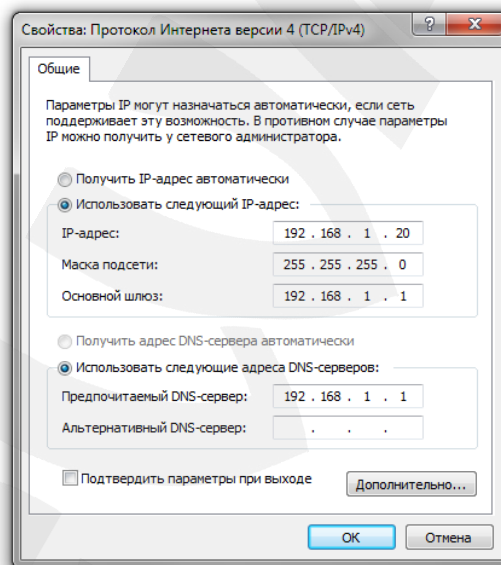 Свойства: Протокол Интернета версии 4 (TCP/IPv4)
Общие
Параметры IP могут назначаться автоматически, если сеть
поддерживает эту возможность. В противном случае параметры
IP можно получить у сетевого администратора.
Получить IP-адрес автоматически
Использовать следующий IP-адрес:
IP-адрес: 192 . 168 . 1 . 20
Маска подсети: 255 . 255 . 255 . 0
Основной шлюз: 192 . 168 . 1 . 1
Получить адрес DNS-сервера автоматически
Использовать следующие адреса DNS-серверов:
Предпочитаемый DNS-сервер: 192 . 168 . 1 . 1
Альтернативный DNS-сервер: . . .
Подтвердить параметры при выходе
Дополнительно...
ОК Отмена